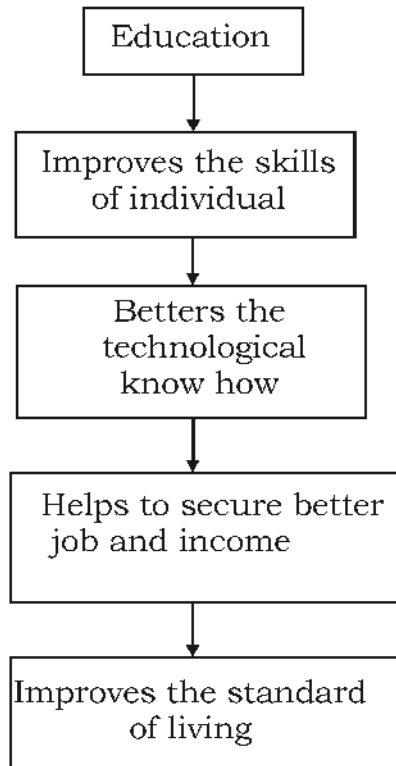 Education
Improves the skills
of individual
Betters the
technological
know how
Helps to secure better
job and income
Improves the standard
of living